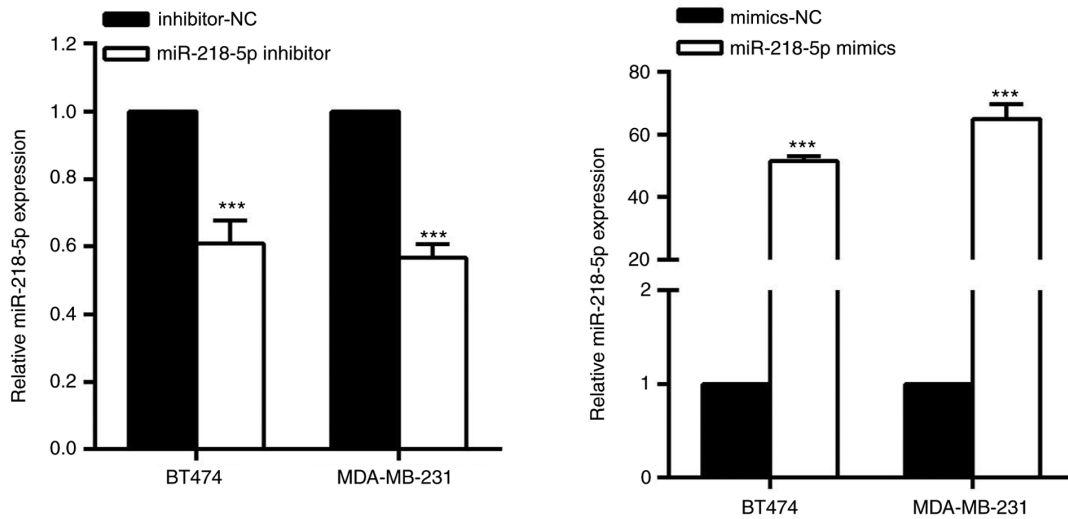 inhibitor-NC
miR-218-5p inhibitor
Relative miR-218-5p expression
1.2
1.0
0.8
0.6
0.4
0.2
0.0
***
***
BT474
MDA-MB-231
mimics-NC
miR-218-5p mimics
Relative miR-218-5p expression
80
60
40
20
2
1
0
***
***
BT474
MDA-MB-231